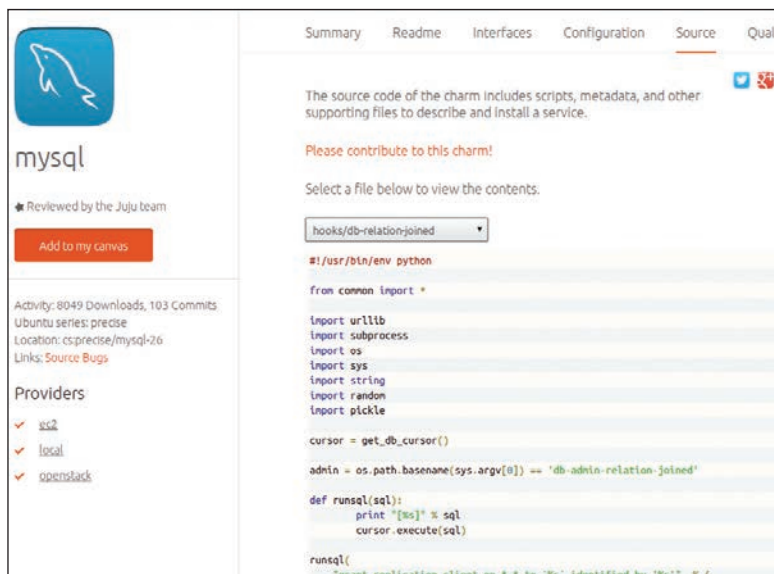 Summary Readme Interfaces Configuration Source Qual
mysql
Reviewed by the Juju team
Add to my canvas
Activity: 8049 Downloads, 103 Commits
Ubuntu series: precise
Location: cs:precise/mysql-26
Links: Source Bugs
Providers
ec2
local
openstack
The source code of the charm includes scripts, metadata, and other
supporting files to describe and install a service.
Please contribute to this charm!
Select a file below to view the contents.
hooks/db-relation-joined
#!/usr/bin/env python
from common import *
import urllib
import subprocess
import os
import sys
import string
import random
import pickle
cursor = get_db_cursor()
admin = os.path.basename(sys.argv[0]) == 'db-admin-relation-joined'
def runsql(sql):
print "[%s]" % sql
cursor.execute(sql)
runsql(